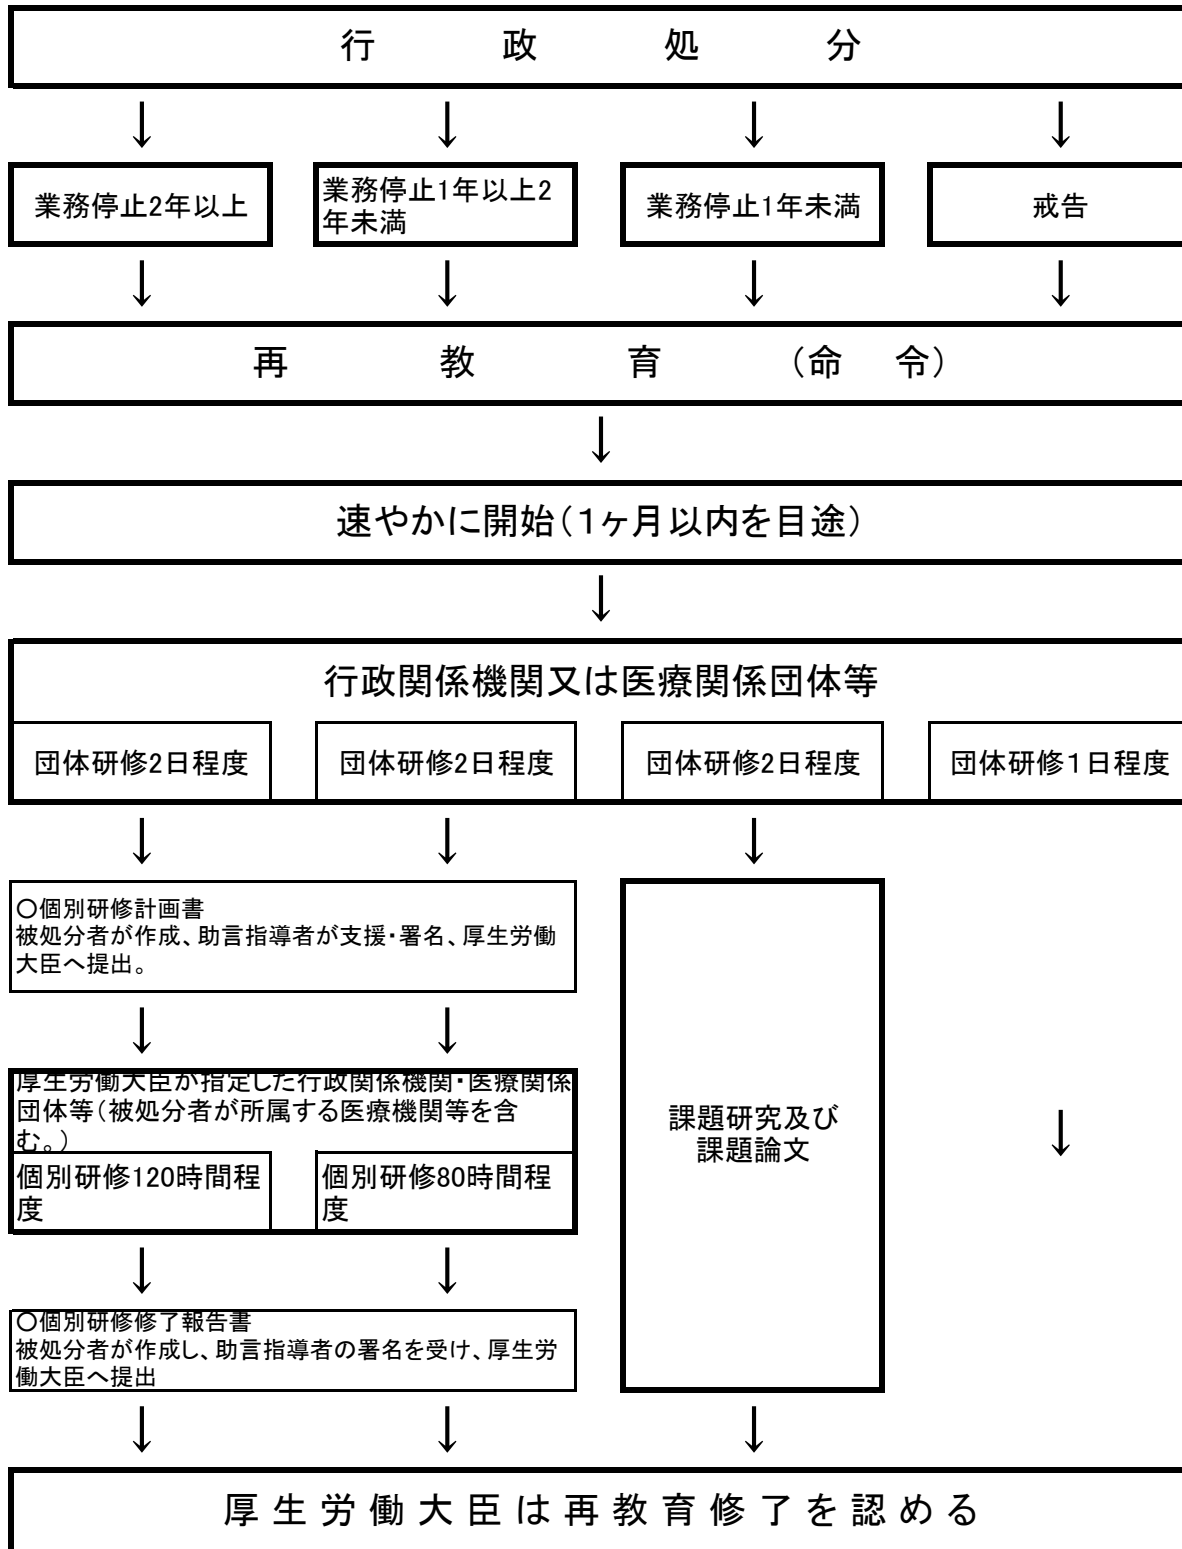 行政処分
↓ ↓ ↓ ↓
業務停止2年以上
業務停止1年以上2
年未満
業務停止1年未満
戒告
↓ ↓ ↓ ↓
再教育(命令)
↓
速やかに開始(1ヶ月以内を目途)
↓
行政関係機関又は医療関係団体等
団体研修2日程度
団体研修2日程度
団体研修2日程度
団体研修1日程度
↓ ↓ ↓
○個別研修計画書
被処分者が作成、助言指導者が支援・署名、厚生労働
大臣へ提出。
↓ ↓
厚生労働大臣が指定した行政関係機関・医療関係
団体等(被処分者が所属する医療機関等を含
む。)
個別研修120時間程
度
個別研修80時間程
度
↓ ↓
○個別研修修了報告書
被処分者が作成し、助言指導者の署名を受け、厚生労
働大臣へ提出
課題研究及び
課題論文
↓
↓ ↓ ↓
厚生労働大臣は再教育修了を認める